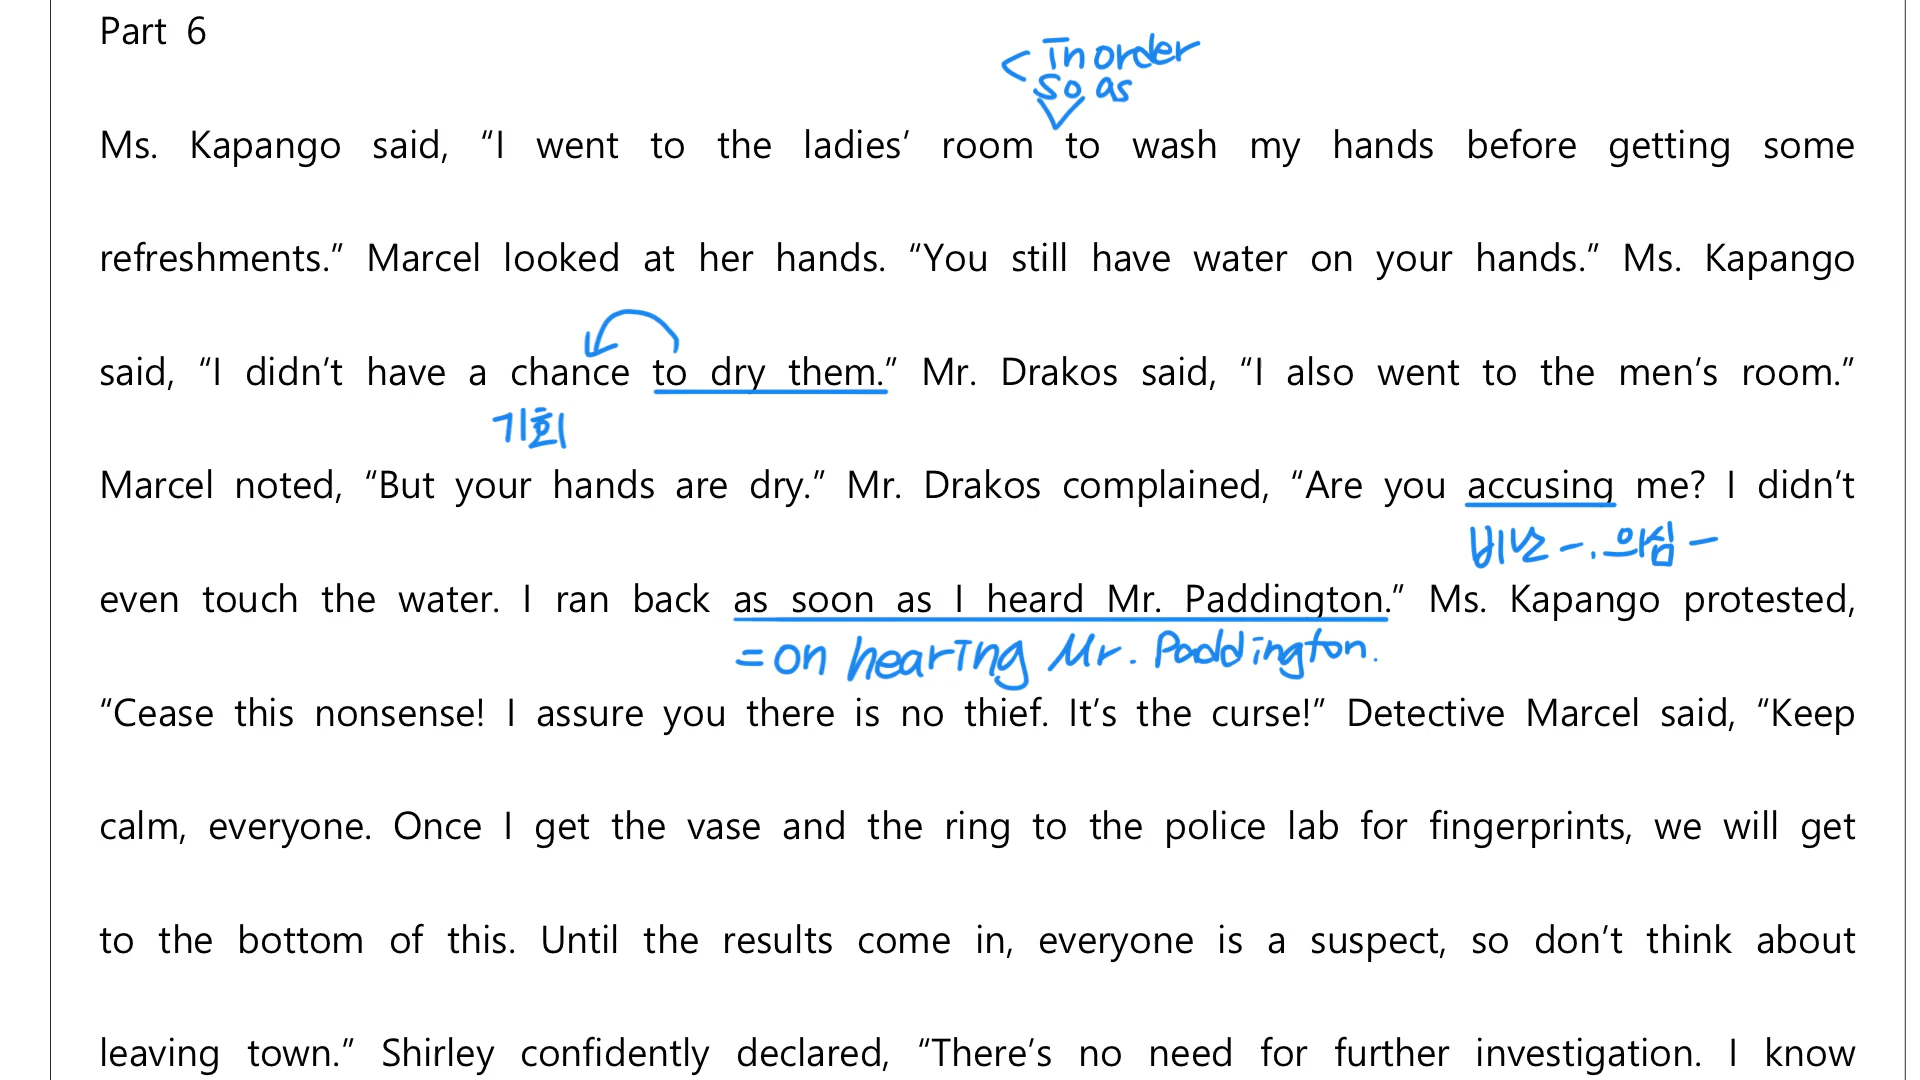 Part 6
< In order
so as
Ms. Kapango said, “I went to the ladies’ room to wash my hands before getting some
refreshments.” Marcel looked at her hands. “You still have water on your hands.” Ms. Kapango
said, “I didn’t have a chance to dry them.” Mr. Drakos said, “I also went to the men’s room.”
기회
Marcel noted, “But your hands are dry.” Mr. Drakos complained, “Are you accusing me? I didn’t
비난-. 의심-
even touch the water. I ran back as soon as I heard Mr. Paddington.” Ms. Kapango protested,
= on hearing Mr. Paddington.
“Cease this nonsense! I assure you there is no thief. It’s the curse!” Detective Marcel said, “Keep
calm, everyone. Once I get the vase and the ring to the police lab for fingerprints, we will get
to the bottom of this. Until the results come in, everyone is a suspect, so don’t think about
leaving town.” Shirley confidently declared, “There’s no need for further investigation. I know